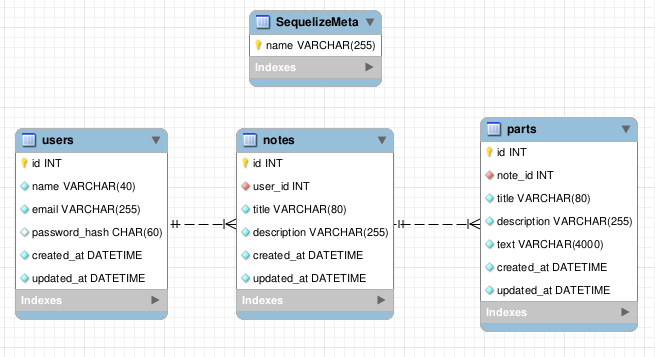 SequelizeMeta
name VARCHAR(255)
Indexes
users
id INT
name VARCHAR(40)
email VARCHAR(255)
password_hash CHAR(60)
created_at DATETIME
updated_at DATETIME
Indexes
notes
id INT
user_id INT
title VARCHAR(80)
description VARCHAR(255)
created_at DATETIME
updated_at DATETIME
Indexes
parts
id INT
note_id INT
title VARCHAR(80)
description VARCHAR(255)
text VARCHAR(4000)
created_at DATETIME
updated_at DATETIME
Indexes